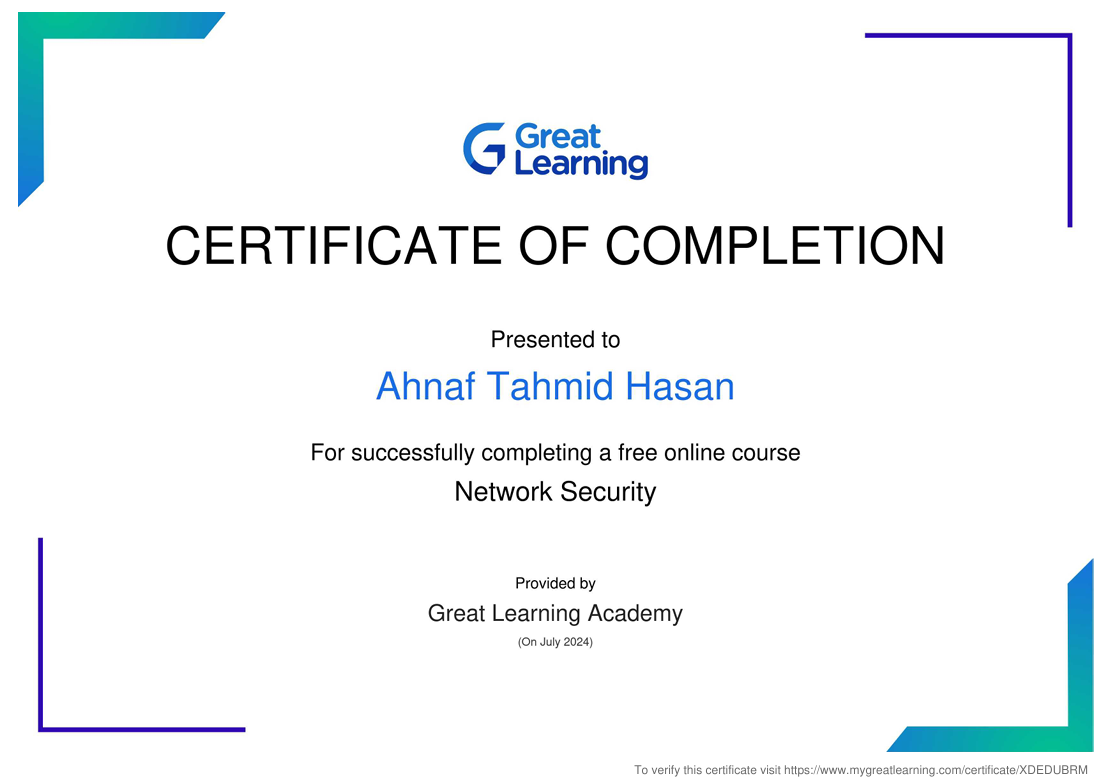 Great
Learning
CERTIFICATE OF COMPLETION
Presented to
Ahnaf Tahmid Hasan
For successfully completing a free online course
Network Security
Provided by
Great Learning Academy
(On July 2024)
To verify this certificate visit https://www.mygreatlearning.com/certificate/XDEDUBRM